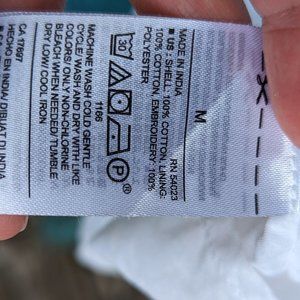 M
RN 54023
MADE IN INDIA
US : SHELL: 100% COTTON, LINING:
100% COTTON, EMBROIDERY: 100%
POLYESTER.
30
P
1166
MACHINE WASH COLD GENTLE
CYCLE/ WASH AND DRY WITH LIKE
COLORS/ ONLY NON-CHLORINE
BLEACH WHEN NEEDED/ TUMBLE
DRY LOW/ COOL IRON.
CA 17897
HECHO EN INDIA/ DIBUAT DI INDIA